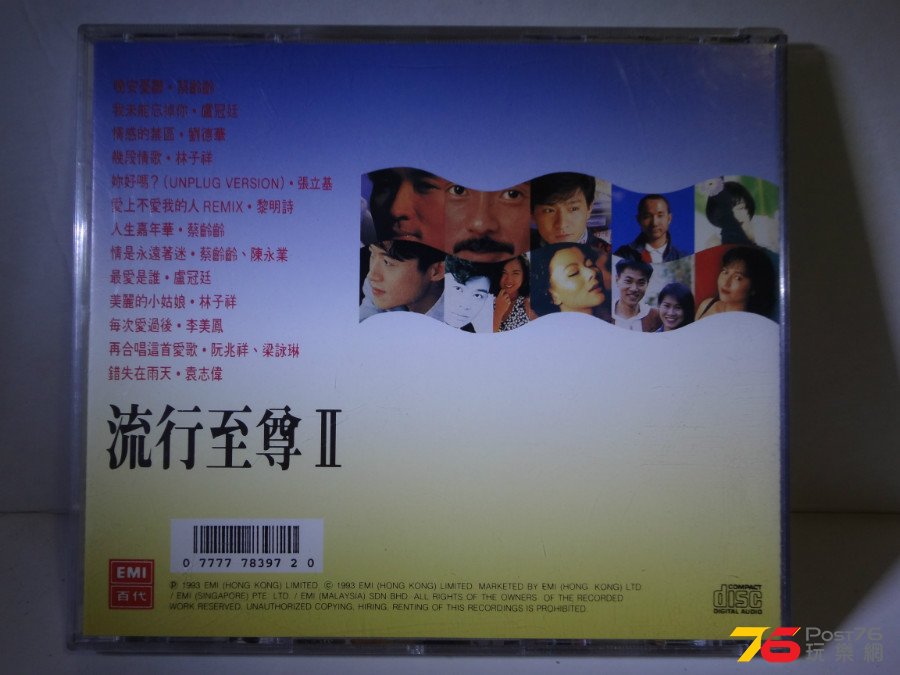 晚安憂鬱・蔡齡齡
我未能忘掉你・盧冠廷
情感的禁區・劉德華
幾段情歌・林子祥
妳好嗎？(UNPLUG VERSION)・張立基
愛上不愛我的人 REMIX・黎明詩
人生嘉年華・蔡齡齡
情是永遠著迷・蔡齡齡、陳永業
最愛是誰・盧冠廷
美麗的小姑娘・林子祥
每次愛過後・李美鳳
再合唱這首愛歌・阮兆祥、梁詠琳
錯失在雨天・袁志偉
流行至尊II
0 7777 78397 2 0
EMI
百代
℗ 1993 EMI (HONG KONG) LIMITED. © 1993 EMI (HONG KONG) LIMITED. MARKETED BY EMI (HONG KONG) LTD.
/ EMI (SINGAPORE) PTE. LTD. / EMI (MALAYSIA) SDN BHD. ALL RIGHTS OF THE OWNERS OF THE RECORDED
WORK RESERVED. UNAUTHORIZED COPYING, HIRING, RENTING OF THIS RECORDINGS IS PROHIBITED.
COMPACT
disc
DIGITAL AUDIO
76 Post76
玩樂網